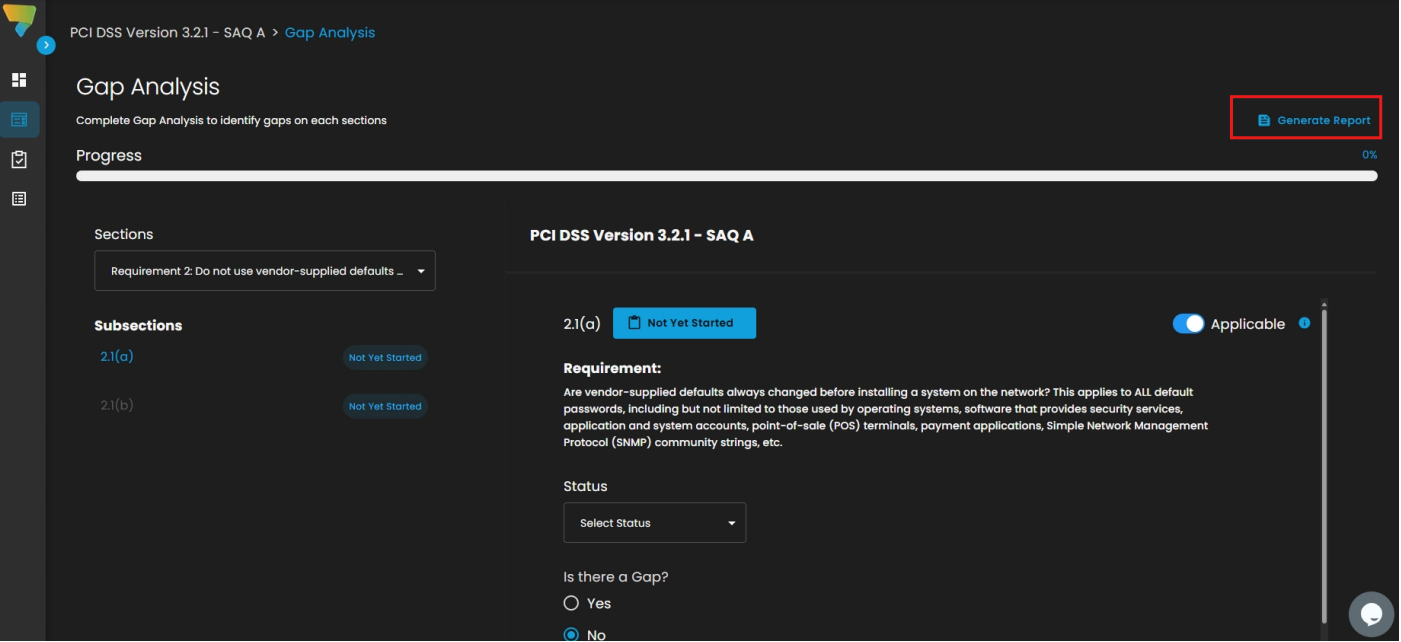 PCI DSS Version 3.2.1 - SAQ A > Gap Analysis
Gap Analysis
Complete Gap Analysis to identify gaps on each sections
Generate Report
Progress
0%
Sections
Requirement 2: Do not use vendor-supplied defaults ...
Subsections
2.1(a) Not Yet Started
2.1(b) Not Yet Started
PCI DSS Version 3.2.1 - SAQ A
2.1(a) Not Yet Started
Applicable
Requirement:
Are vendor-supplied defaults always changed before installing a system on the network? This applies to ALL default
passwords, including but not limited to those used by operating systems, software that provides security services,
application and system accounts, point-of-sale (POS) terminals, payment applications, Simple Network Management
Protocol (SNMP) community strings, etc.
Status
Select Status
Is there a Gap?
Yes
No